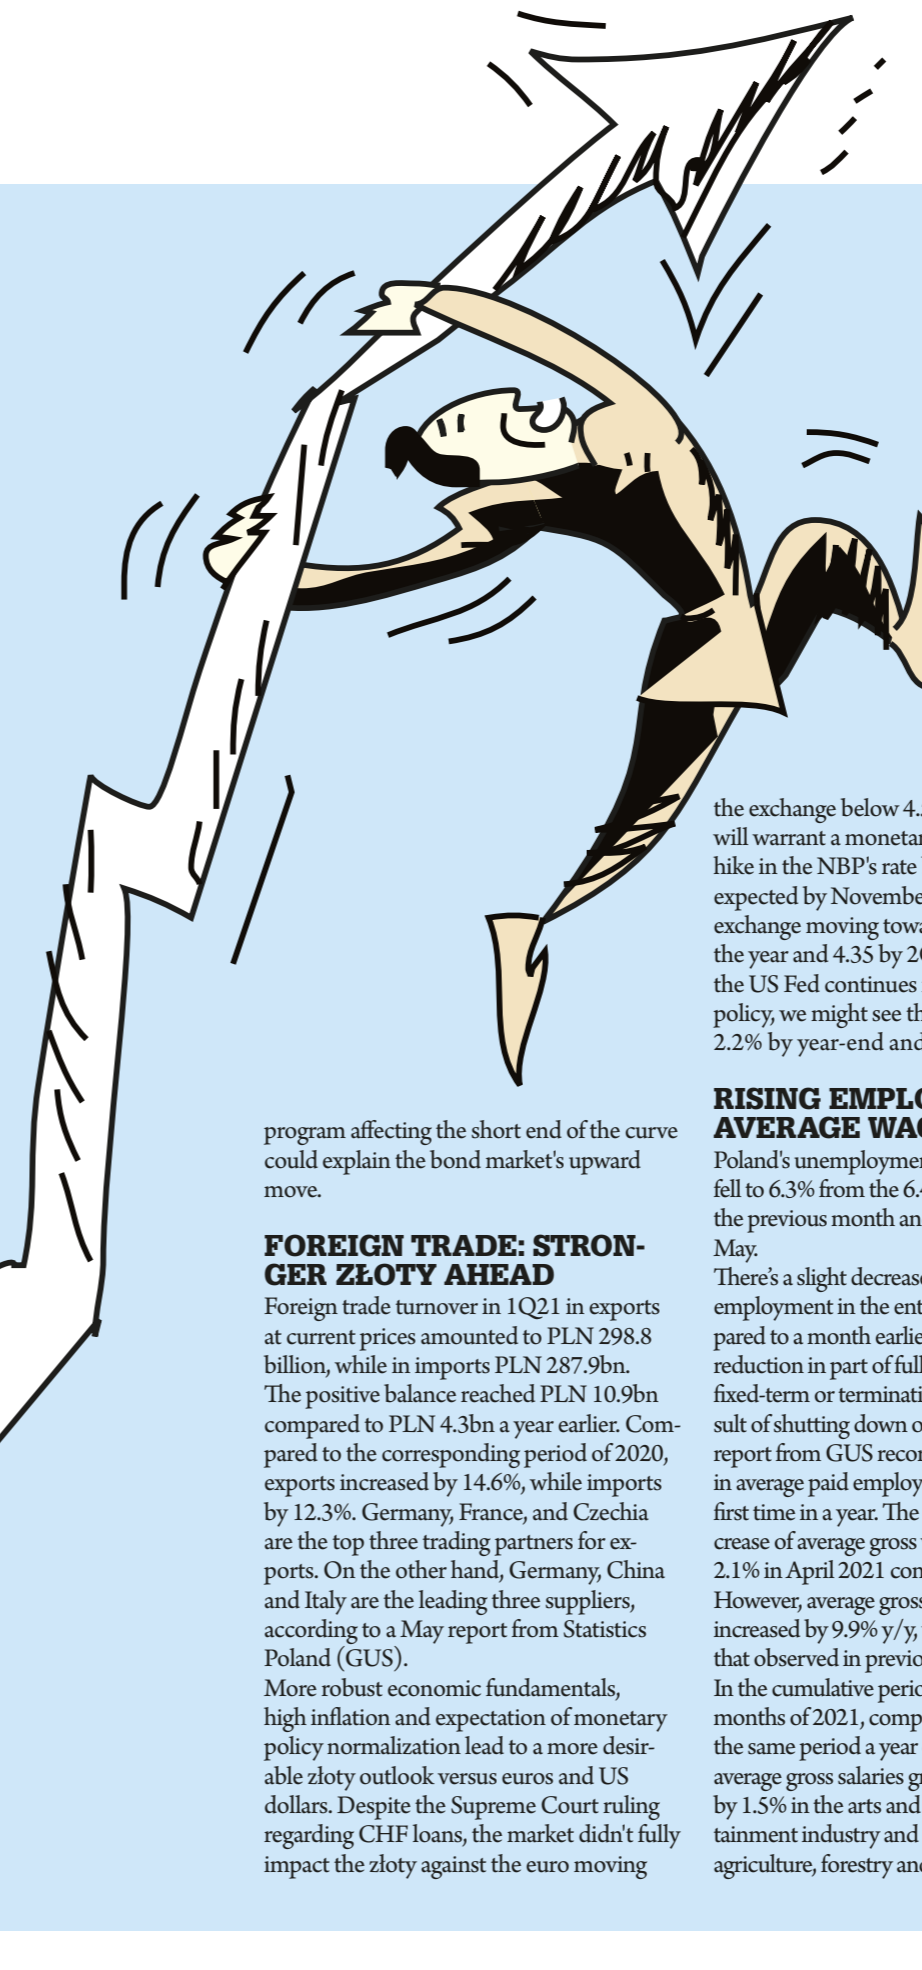 program affecting the short end of the curve
could explain the bond market's upward
move.
FOREIGN TRADE: STRON-
GER ZŁOTY AHEAD
Foreign trade turnover in 1Q21 in exports
at current prices amounted to PLN 298.8
billion, while in imports PLN 287.9bn.
The positive balance reached PLN 10.9bn
compared to PLN 4.3bn a year earlier. Com-
pared to the corresponding period of 2020,
exports increased by 14.6%, while imports
by 12.3%. Germany, France, and Czechia
are the top three trading partners for ex-
ports. On the other hand, Germany, China
and Italy are the leading three suppliers,
according to a May report from Statistics
Poland (GUS).
More robust economic fundamentals,
high inflation and expectation of monetary
policy normalization lead to a more desir-
able złoty outlook versus euros and US
dollars. Despite the Supreme Court ruling
regarding CHF loans, the market didn't fully
impact the złoty against the euro moving
the exchange below 4.
will warrant a monetar
hike in the NBP's rate
expected by Novembe
exchange moving towa
the year and 4.35 by 2
the US Fed continues
policy, we might see th
2.2% by year-end and
RISING EMPLO
AVERAGE WAG
Poland's unemploymen
fell to 6.3% from the 6.
the previous month an
May.
There's a slight decrease
employment in the ent
pared to a month earlie
reduction in part of full
fixed-term or terminati
sult of shutting down o
report from GUS recor
in average paid employ
first time in a year. The
crease of average gross
2.1% in April 2021 com
However, average gross
increased by 9.9% y/y,
that observed in previo
In the cumulative perio
months of 2021, comp
the same period a year
average gross salaries g
by 1.5% in the arts and
tainment industry and
agriculture, forestry and